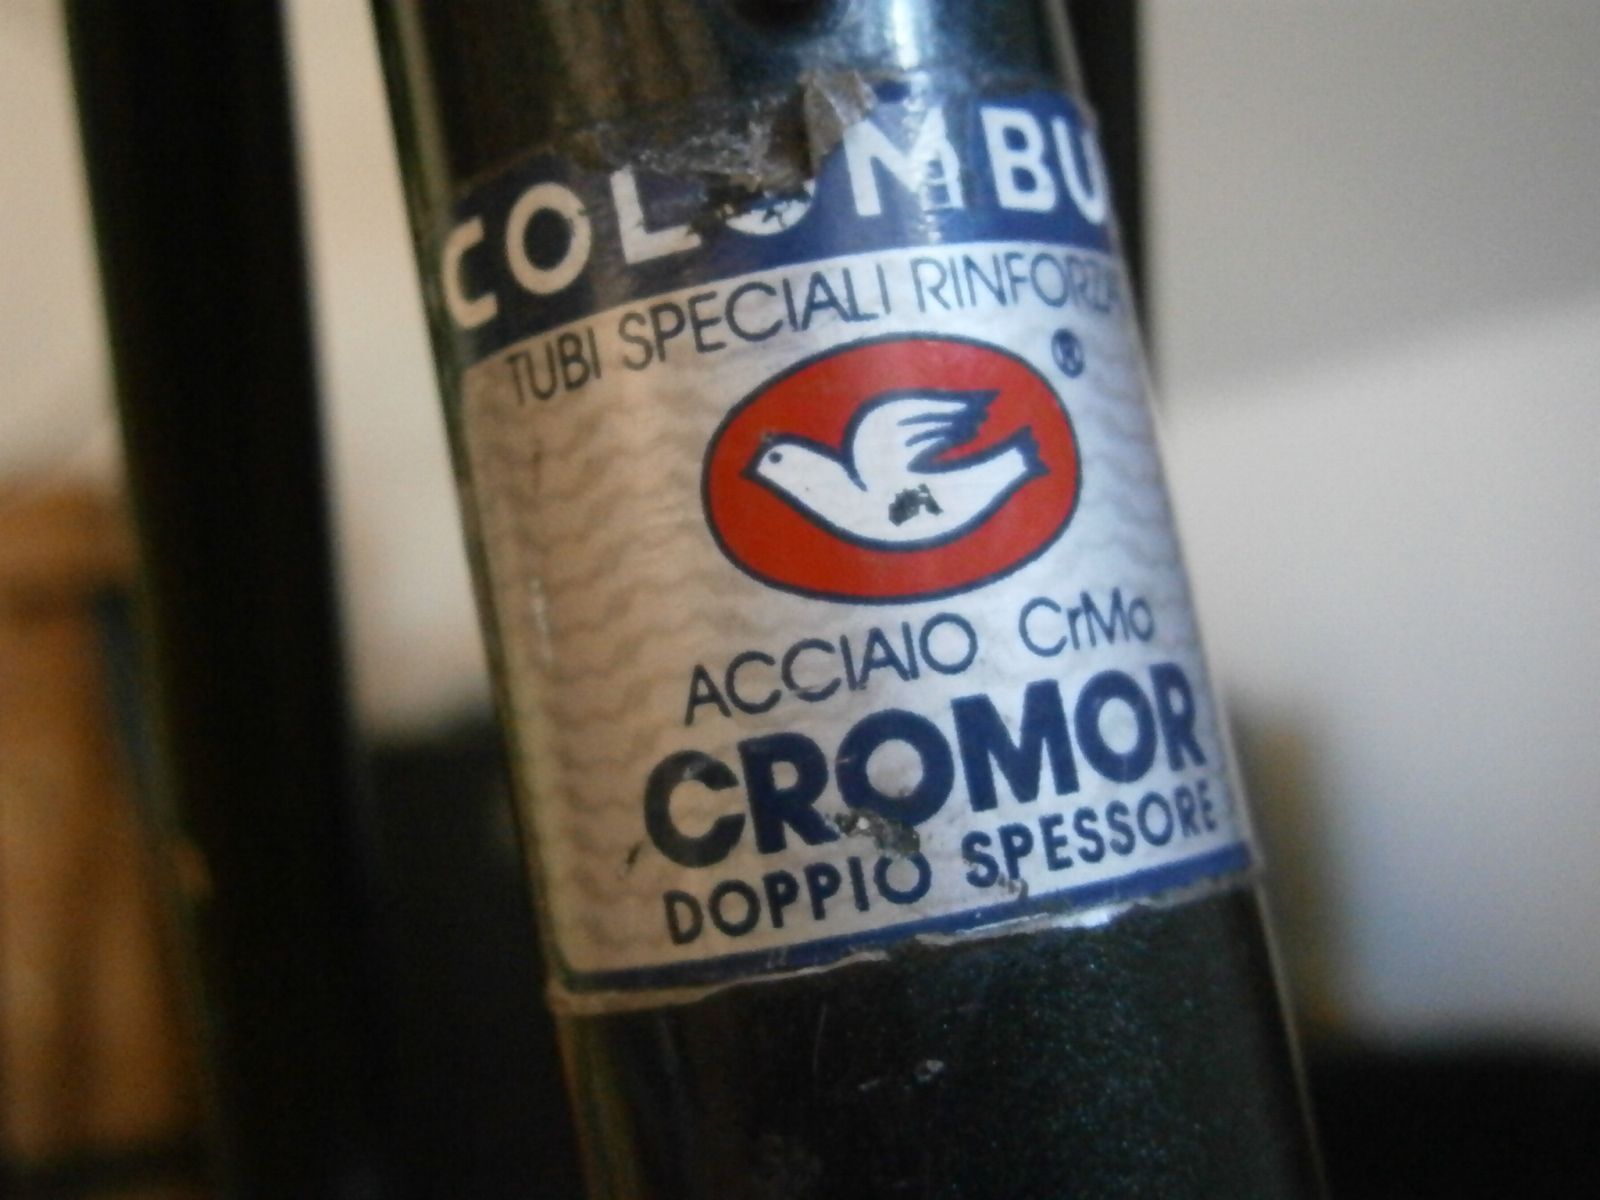 COLUMBU
TUBI SPECIALI RINFORZA
®
ACCIAIO CrMo
CROMOR
DOPPIO SPESSORE